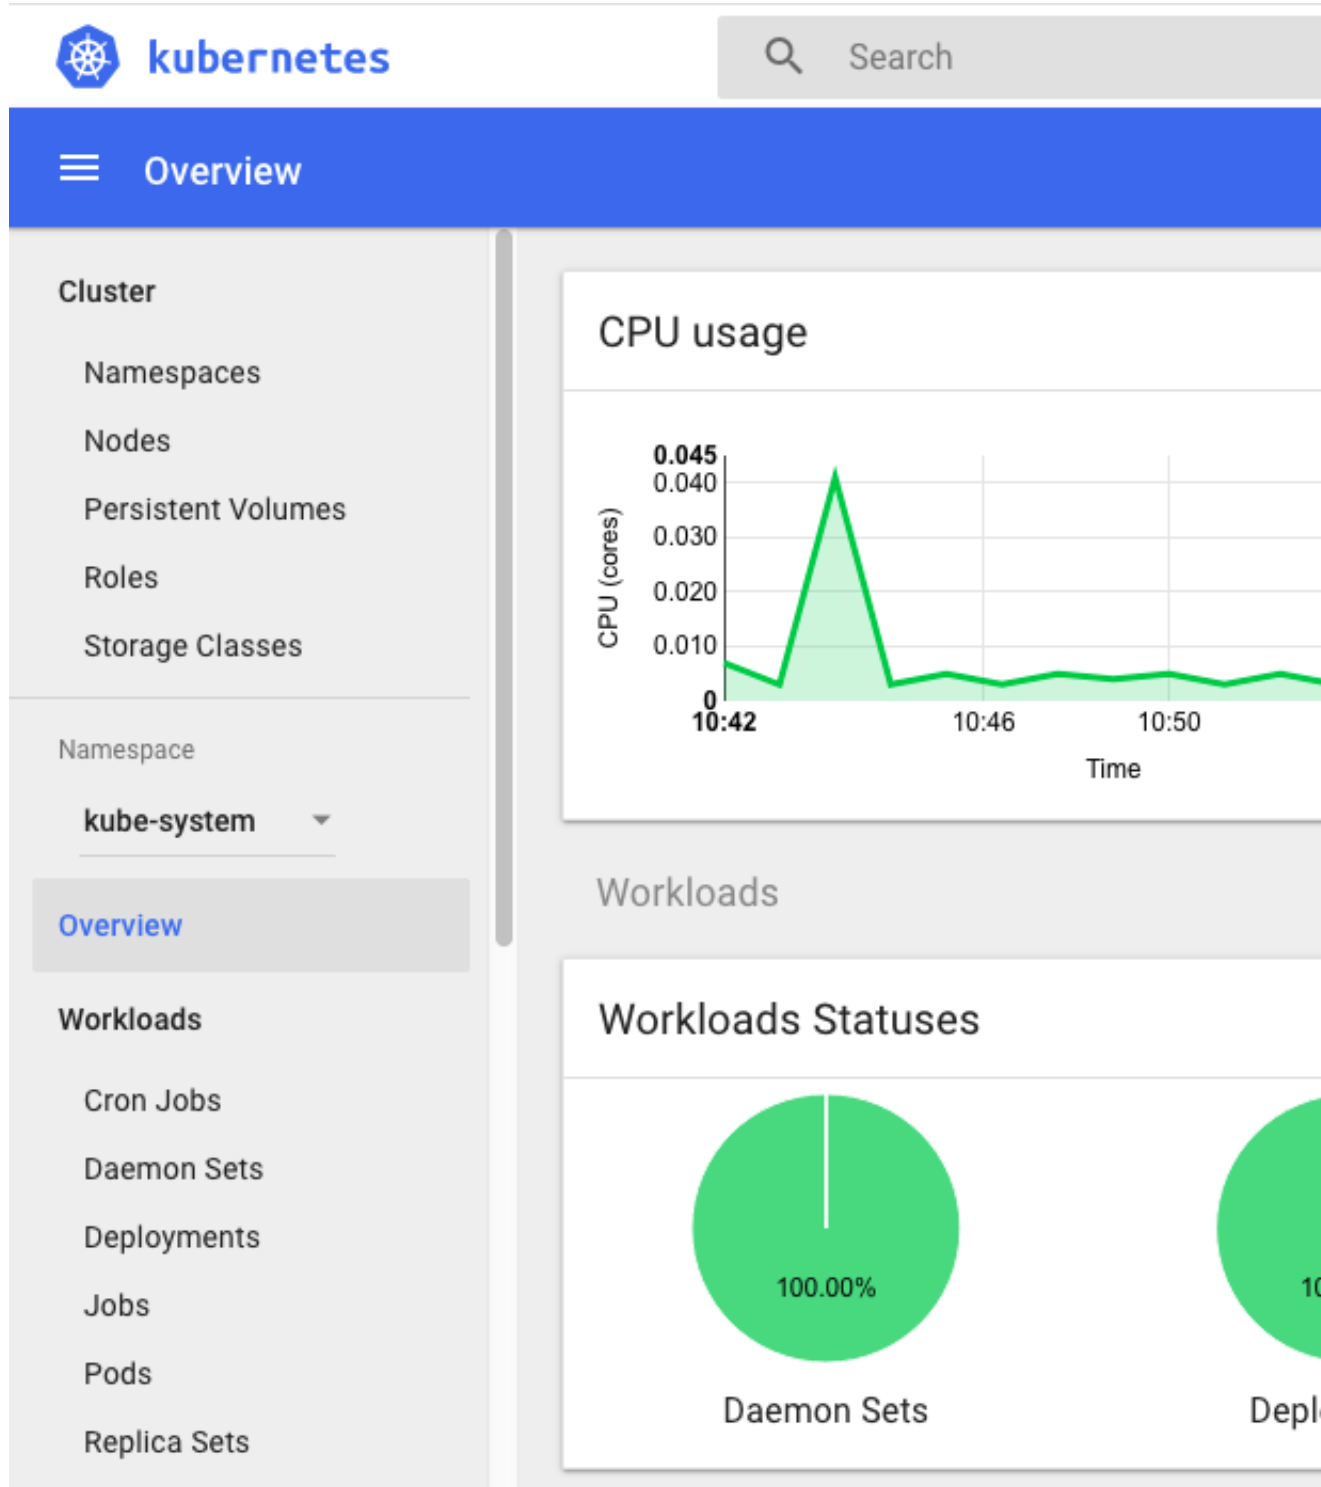 kubernetes
Search
Overview
Cluster
Namespaces
Nodes
Persistent Volumes
Roles
Storage Classes
Namespace
kube-system
Overview
Workloads
Cron Jobs
Daemon Sets
Deployments
Jobs
Pods
Replica Sets
CPU usage
CPU (cores)
0.045
0.040
0.030
0.020
0.010
0
10:42 10:46 10:50
Time
Workloads
Workloads Statuses
100.00%
Daemon Sets